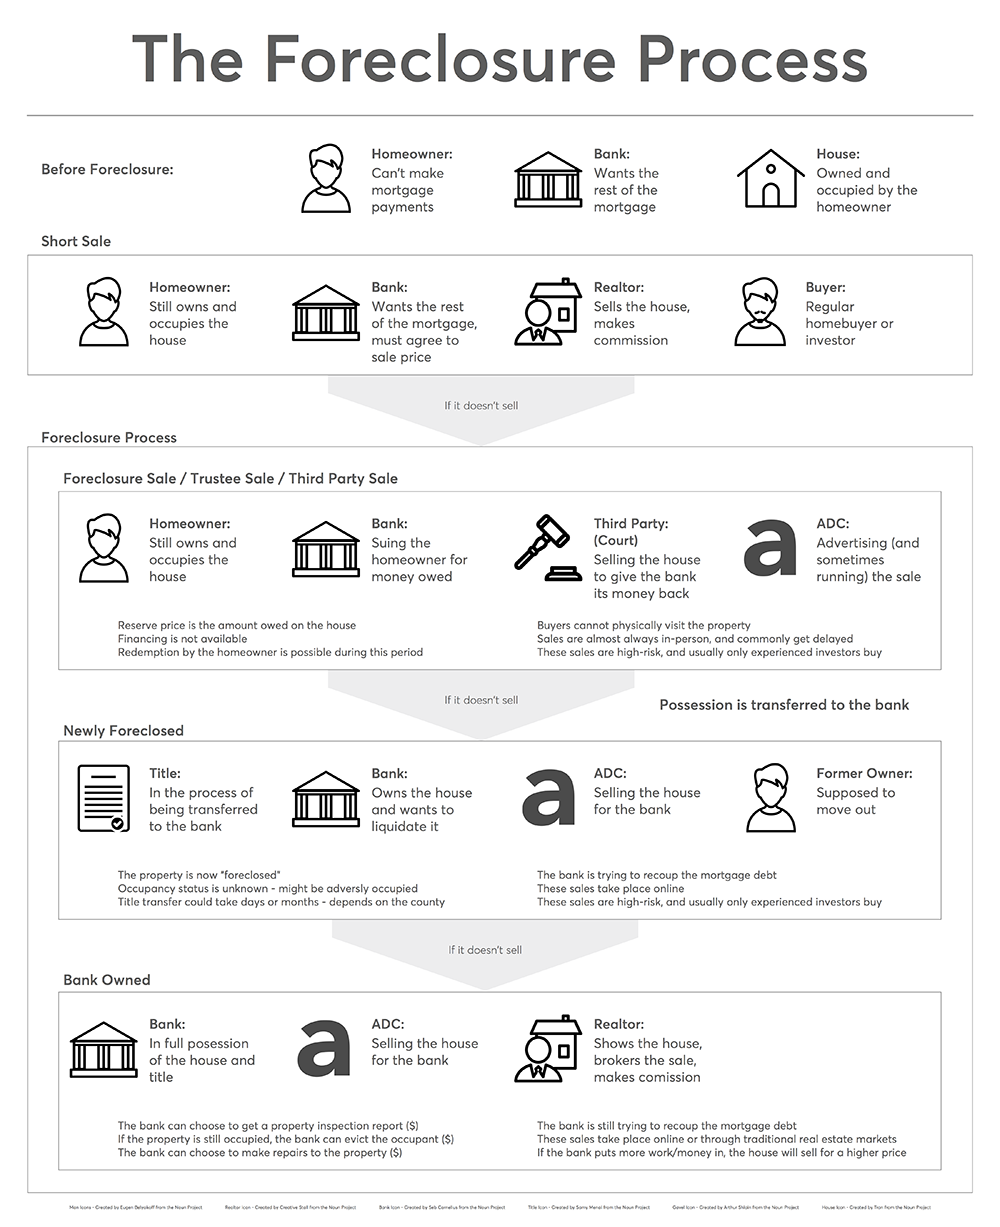 The Foreclosure Process
Before Foreclosure:
Homeowner:
Can't make
mortgage
payments
Bank:
Wants the
rest of the
mortgage
House:
Owned and
occupied by the
homeowner
Short Sale
Homeowner:
Still owns and
occupies the
house
Bank:
Wants the rest
of the mortgage,
must agree to
sale price
Realtor:
Sells the house,
makes
commission
Buyer:
Regular
homebuyer or
investor
If it doesn't sell
Foreclosure Process
Foreclosure Sale / Trustee Sale / Third Party Sale
Homeowner:
Still owns and
occupies the
house
Bank:
Suing the
homeowner for
money owed
Third Party:
(Court)
Selling the house
to give the bank
its money back
a
ADC:
Advertising (and
sometimes
running) the sale
Reserve price is the amount owed on the house
Financing is not available
Redemption by the homeowner is possible during this period
Buyers cannot physically visit the property
Sales are almost always in-person, and commonly get delayed
These sales are high-risk, and usually only experienced investors buy
If it doesn't sell
Possession is transferred to the bank
Newly Foreclosed
Title:
In the process of
being transferred
to the bank
Bank:
Owns the house
and wants to
liquidate it
a
ADC:
Selling the house
for the bank
Former Owner:
Supposed to
move out
The property is now "foreclosed"
Occupancy status is unknown - might be adversly occupied
Title transfer could take days or months - depends on the county
The bank is trying to recoup the mortgage debt
These sales take place online
These sales are high-risk, and usually only experienced investors buy
If it doesn't sell
Bank Owned
Bank:
In full posession
of the house and
title
a
ADC:
Selling the house
for the bank
Realtor:
Shows the house,
brokers the sale,
makes comission
The bank can choose to get a property inspection report ($)
If the property is still occupied, the bank can evict the occupant ($)
The bank can choose to make repairs to the property ($)
The bank is still trying to recoup the mortgage debt
These sales take place online or through traditional real estate markets
If the bank puts more work/money in, the house will sell for a higher price
Man Icons - Created by Eugen Belyakoff from the Noun Project
Realtor Icon - Created by Creative Stall from the Noun Project
Bank Icon - Created by Seb Cornelius from the Noun Project
Title Icon - Created by Samy Menai from the Noun Project
Gavel Icon - Created by Arthur Shlain from the Noun Project
House Icon - Created by from the Noun Project